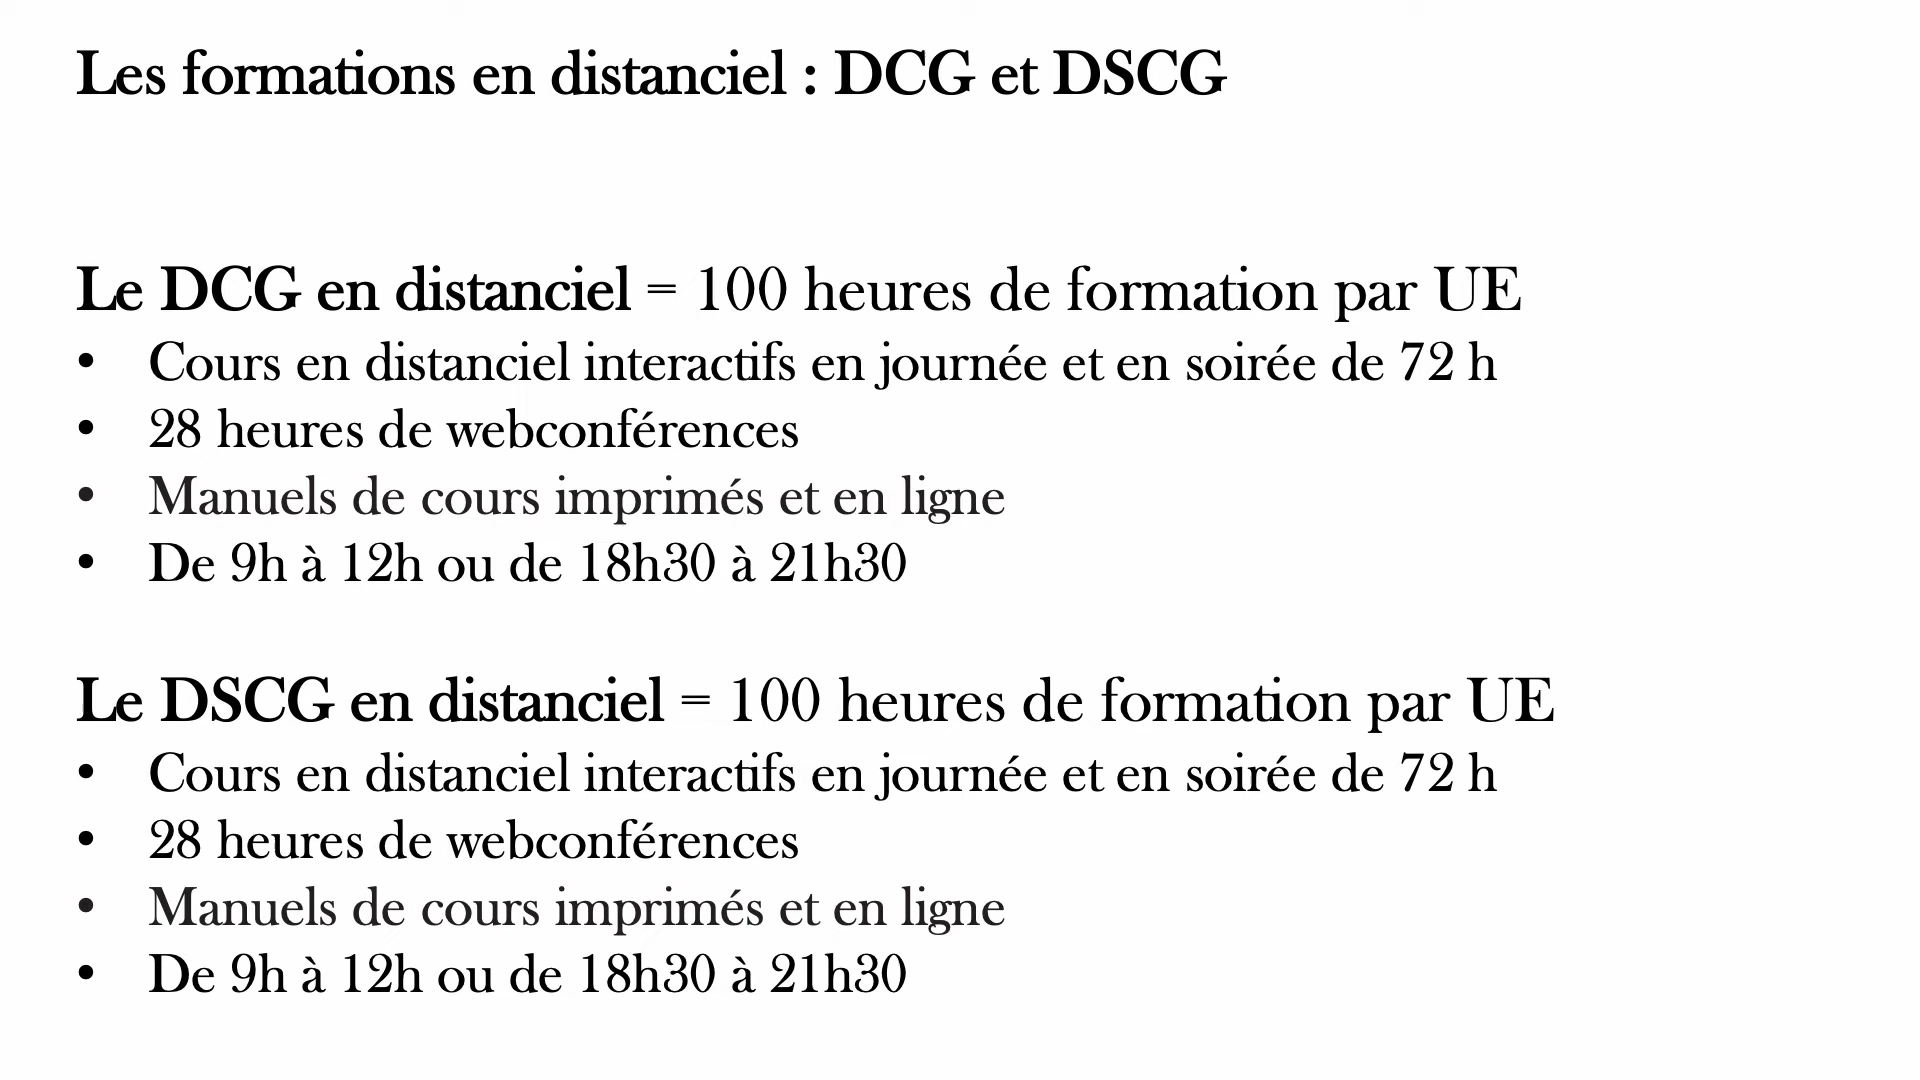 Les formations en distanciel : DCG et DSCG
Le DCG en distanciel = 100 heures de formation par UE
• Cours en distanciel interactifs en journée et en soirée de 72 h
• 28 heures de webconférences
• Manuels de cours imprimés et en ligne
• De 9h à 12h ou de 18h30 à 21h30
Le DSCG en distanciel = 100 heures de formation par UE
• Cours en distanciel interactifs en journée et en soirée de 72 h
• 28 heures de webconférences
• Manuels de cours imprimés et en ligne
• De 9h à 12h ou de 18h30 à 21h30